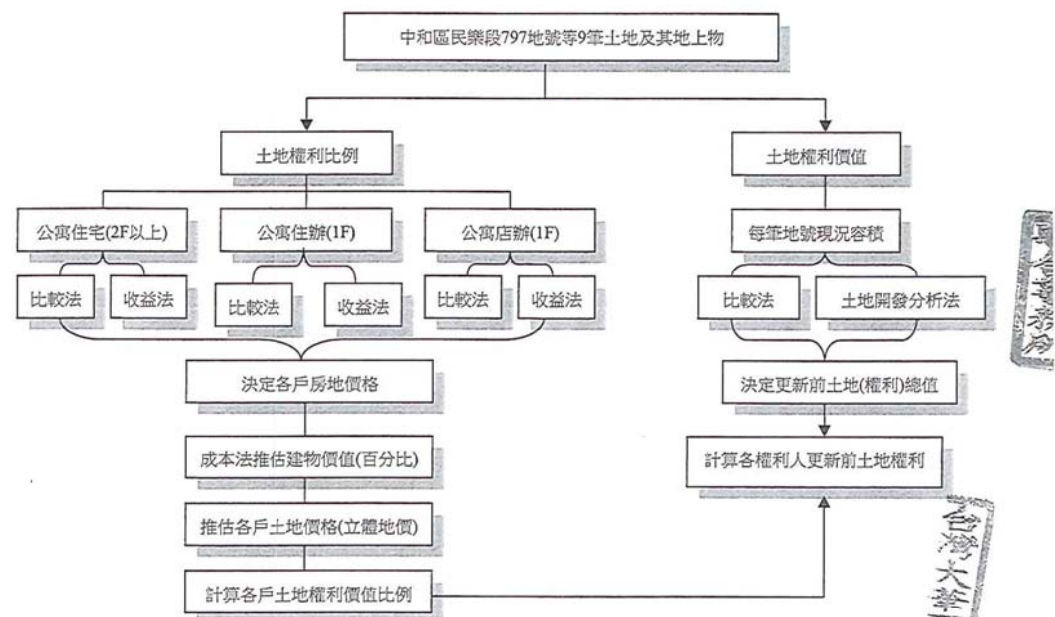 中和區民樂段797地號等9筆土地及其地上物
土地權利比例
土地權利價值
公寓住宅(2F以上)
公寓住辦(1F)
公寓店辦(1F)
每筆地號現況容積
比較法
收益法
比較法
收益法
比較法
收益法
比較法
土地開發分析法
決定各戶房地價格
決定更新前土地(權利)總值
成本法推估建物價值(百分比)
計算各權利人更新前土地權利
推估各戶土地價格(立體地價)
計算各戶土地權利價值比例